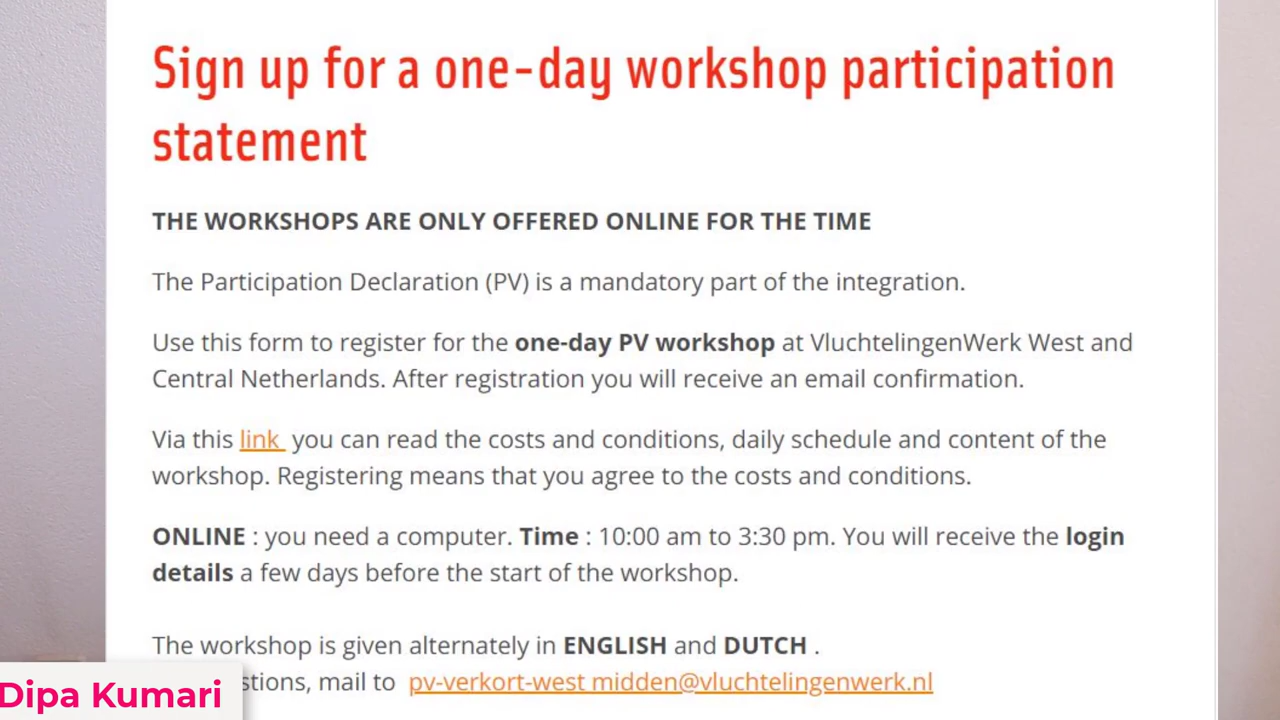 Sign up for a one-day workshop participation
statement
THE WORKSHOPS ARE ONLY OFFERED ONLINE FOR THE TIME
The Participation Declaration (PV) is a mandatory part of the integration.
Use this form to register for the one-day PV workshop at VluchtelingenWerk West and
Central Netherlands. After registration you will receive an email confirmation.
Via this link you can read the costs and conditions, daily schedule and content of the
workshop. Registering means that you agree to the costs and conditions.
ONLINE : you need a computer. Time : 10:00 am to 3:30 pm. You will receive the login
details a few days before the start of the workshop.
The workshop is given alternately in ENGLISH and DUTCH .
stions, mail to pv-verkort-west midden@vluchtelingenwerk.nl
Dipa Kumari